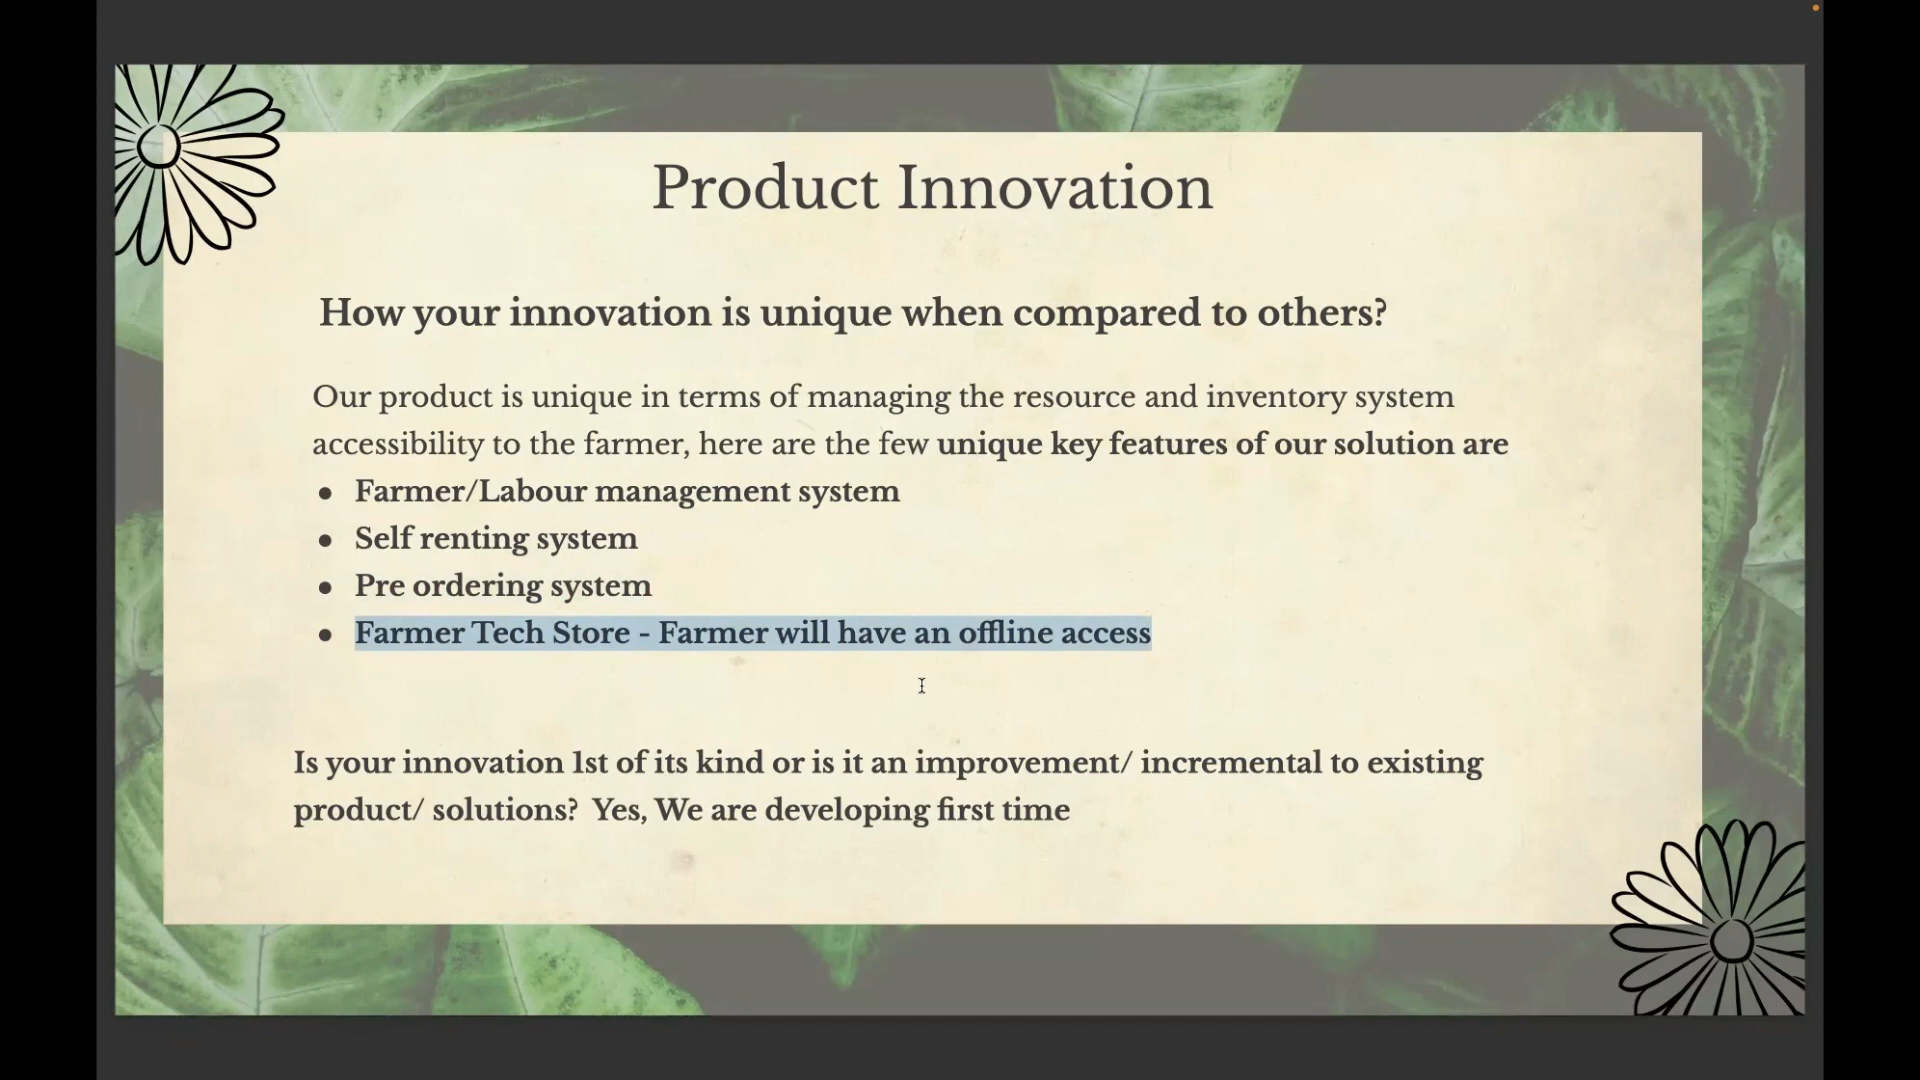 Product Innovation
How your innovation is unique when compared to others?
Our product is unique in terms of managing the resource and inventory system
accessibility to the farmer, here are the few unique key features of our solution are
● Farmer/Labour management system
● Self renting system
● Pre ordering system
● Farmer Tech Store - Farmer will have an offline access
Is your innovation 1st of its kind or is it an improvement/ incremental to existing
product/ solutions?  Yes, We are developing first time